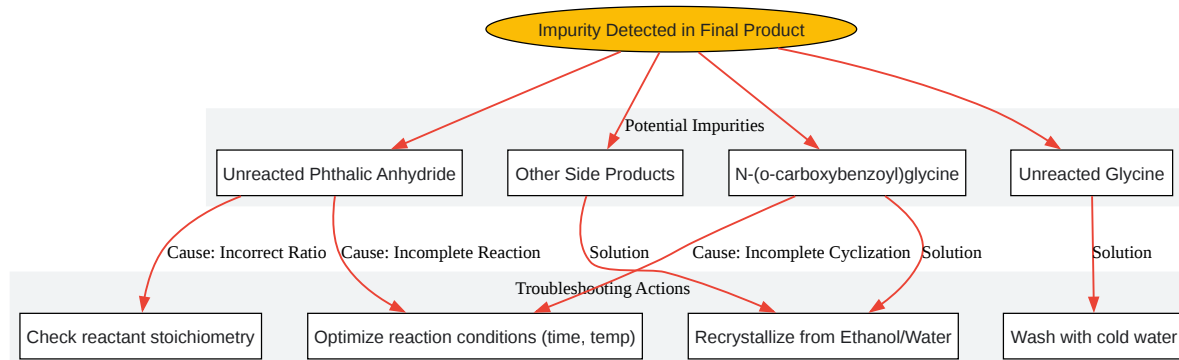 Impurity Detected in Final Product
Potential Impurities
Unreacted Phthalic Anhydride
Other Side Products
N-(o-carboxybenzoyl)glycine
Unreacted Glycine
Cause: Incorrect Ratio
Cause: Incomplete Reaction
Solution
Cause: Incomplete Cyclization
Solution
Solution
Troubleshooting Actions
Check reactant stoichiometry
Optimize reaction conditions (time, temp)
Recrystallize from Ethanol/Water
Wash with cold water